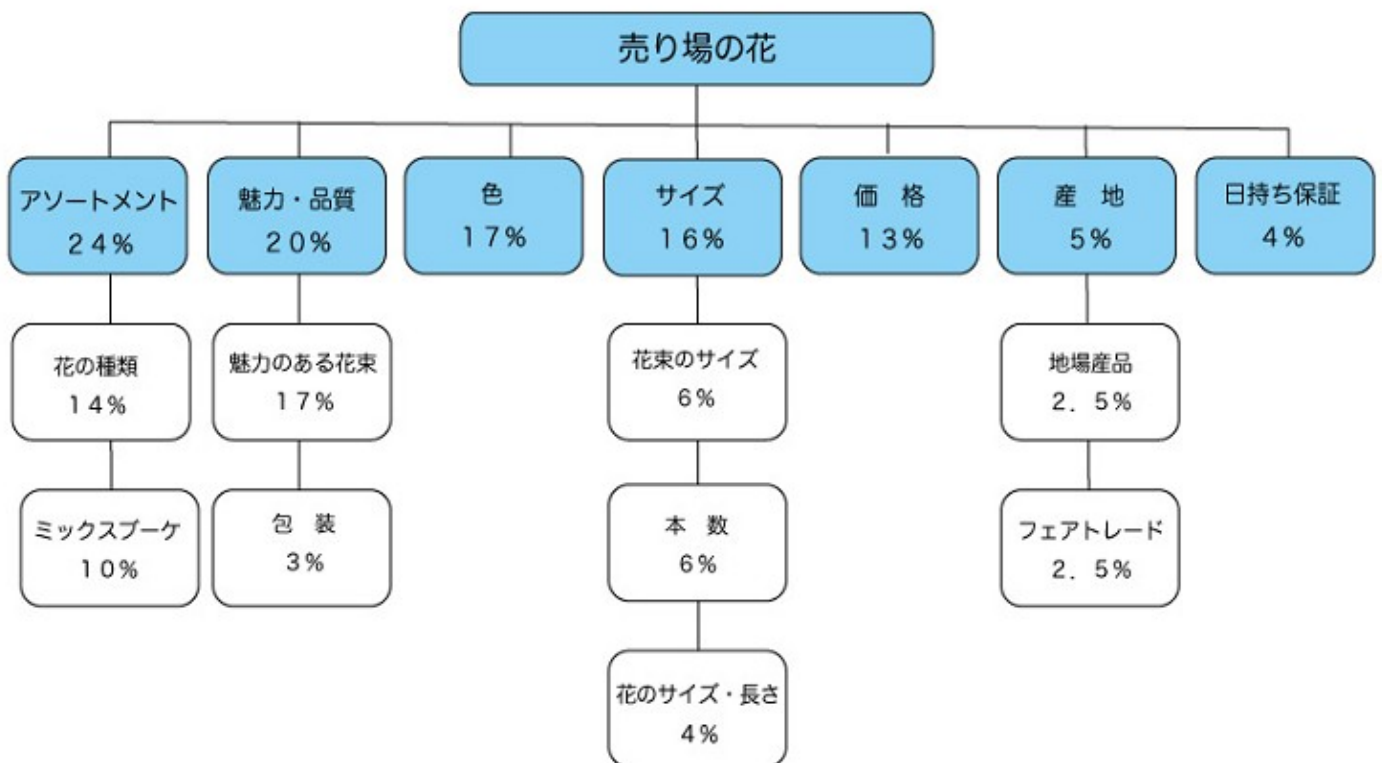 売り場の花
アソートメント
２４%
魅力・品質
２０%
色
１７%
サイズ
１６%
価　格
１３%
産　地
５%
日持ち保証
４%
花の種類
１４%
魅力のある花束
１７%
花束のサイズ
６%
地場産品
２．５%
ミックスブーケ
１０%
包　装
３%
本　数
６%
フェアトレード
２．５%
花のサイズ・長さ
４%